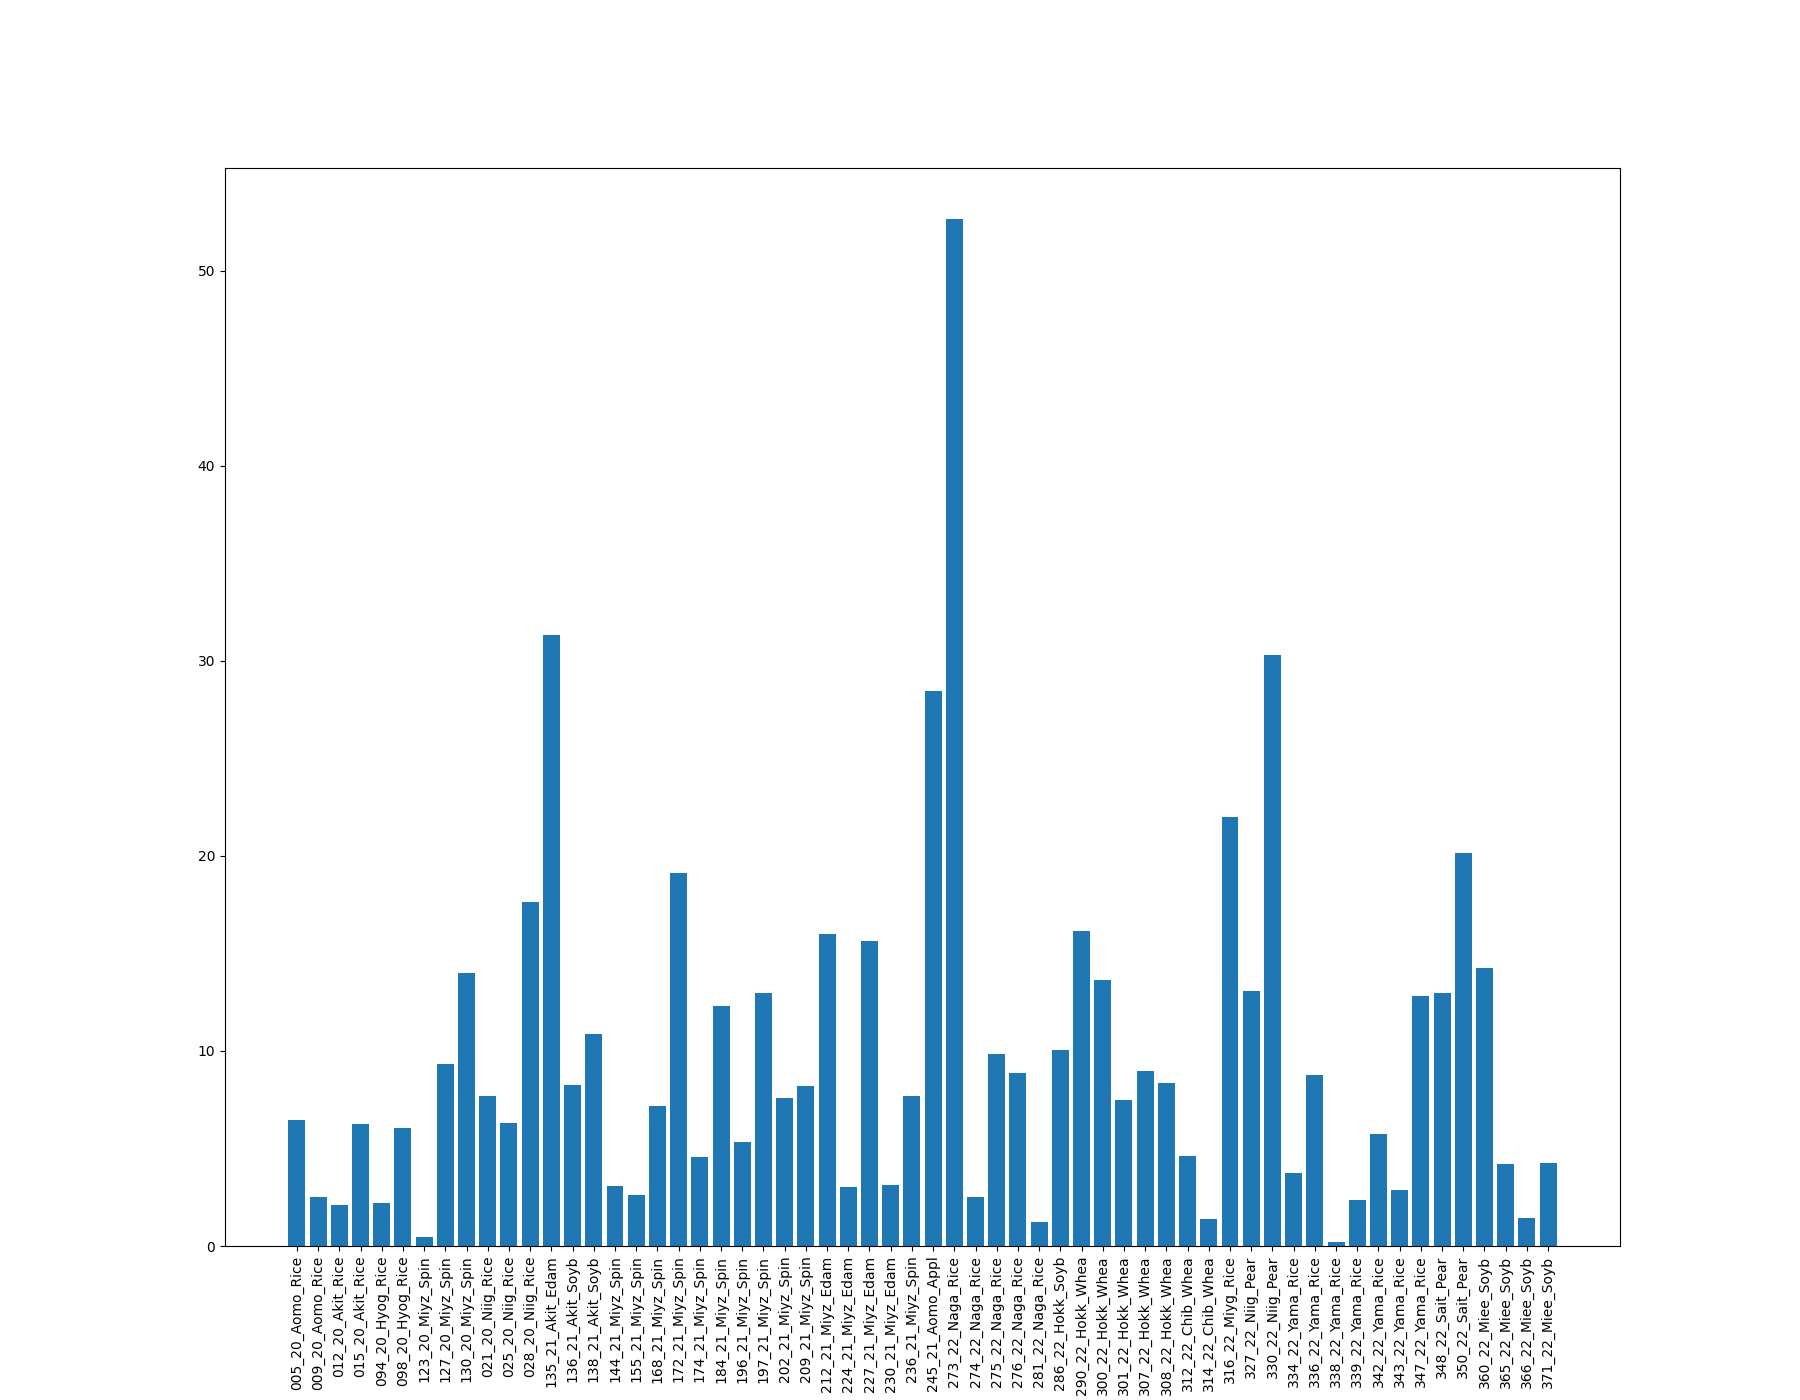 50
40
30
20
10
0
005_20_Aomo_Rice
009_20_Aomo_Rice
012_20_Akit_Rice
015_20_Akit_Rice
094_20_Hyog_Rice
098_20_Hyog_Rice
123_20_Miyz_Spin
127_20_Miyz_Spin
130_20_Miyz_Spin
021_20_Niig_Rice
025_20_Niig_Rice
028_20_Niig_Rice
135_21_Akit_Edam
136_21_Akit_Soyb
138_21_Akit_Soyb
144_21_Miyz_Spin
155_21_Miyz_Spin
168_21_Miyz_Spin
172_21_Miyz_Spin
174_21_Miyz_Spin
184_21_Miyz_Spin
196_21_Miyz_Spin
197_21_Miyz_Spin
202_21_Miyz_Spin
209_21_Miyz_Spin
212_21_Miyz_Edam
224_21_Miyz_Edam
227_21_Miyz_Edam
230_21_Miyz_Edam
236_21_Miyz_Spin
245_21_Aomo_Appl
273_22_Naga_Rice
274_22_Naga_Rice
275_22_Naga_Rice
276_22_Naga_Rice
281_22_Naga_Rice
286_22_Hokk_Soyb
290_22_Hokk_Whea
300_22_Hokk_Whea
301_22_Hokk_Whea
307_22_Hokk_Whea
308_22_Hokk_Whea
312_22_Chib_Whea
314_22_Chib_Whea
316_22_Miyg_Rice
327_22_Niig_Pear
330_22_Niig_Pear
334_22_Yama_Rice
336_22_Yama_Rice
338_22_Yama_Rice
339_22_Yama_Rice
342_22_Yama_Rice
343_22_Yama_Rice
347_22_Yama_Rice
348_22_Sait_Pear
350_22_Sait_Pear
360_22_Miee_Soyb
365_22_Miee_Soyb
366_22_Miee_Soyb
371_22_Miee_Soyb